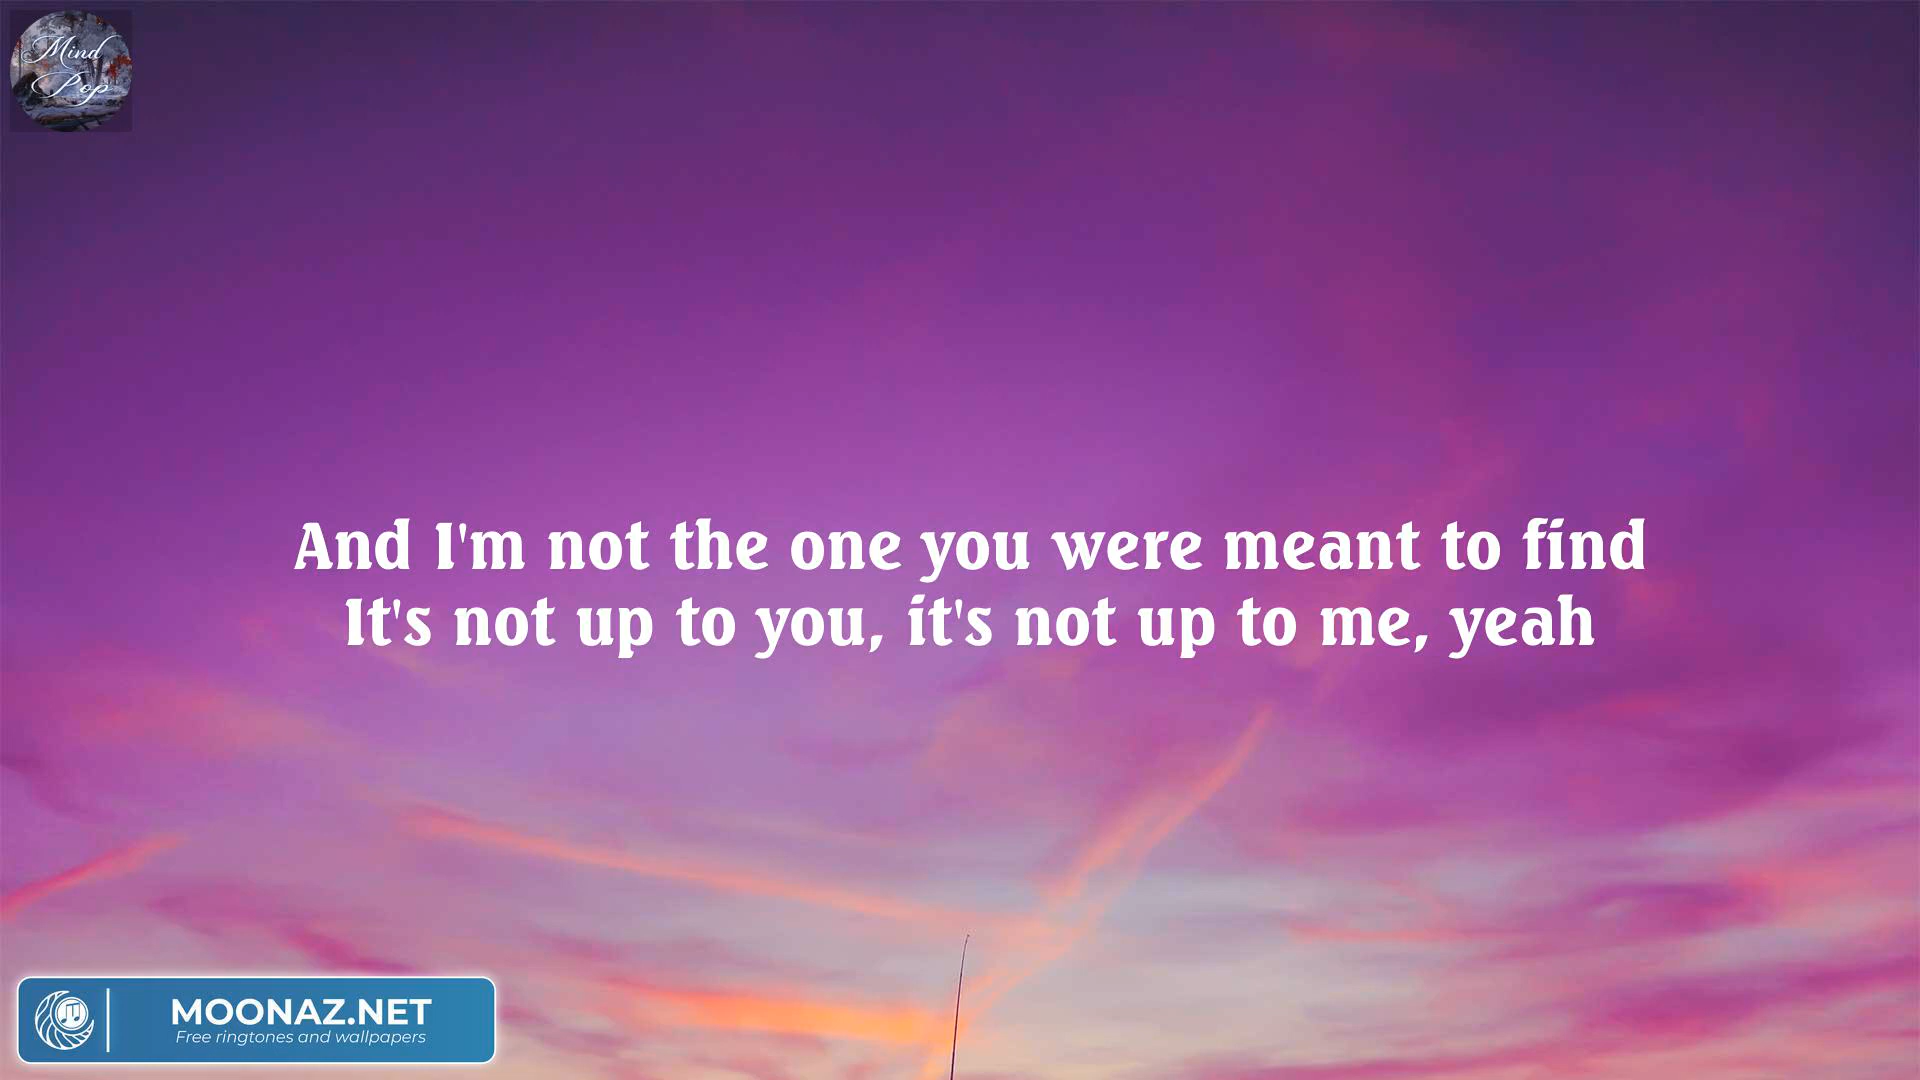 Mind
Pop
And I'm not the one you were meant to find
It's not up to you, it's not up to me, yeah
MOONAZ.NET
Free ringtones and wallpapers